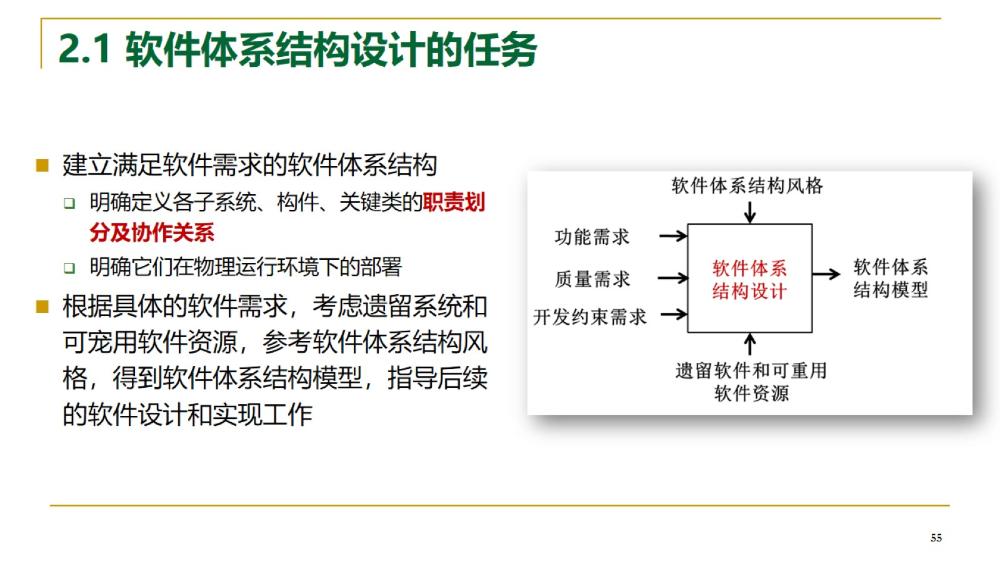 2.1 软件体系结构设计的任务
建立满足软件需求的软件体系结构
明确定义各子系统、构件、关键类的职责划
分及协作关系
明确它们在物理运行环境下的部署
根据具体的软件需求，考虑遗留系统和
可宠用软件资源，参考软件体系结构风
格，得到软件体系结构模型，指导后续
的软件设计和实现工作
软件体系结构风格
功能需求
质量需求
开发约束需求
软件体系
结构设计
软件体系
结构模型
遗留软件和可重用
软件资源
55